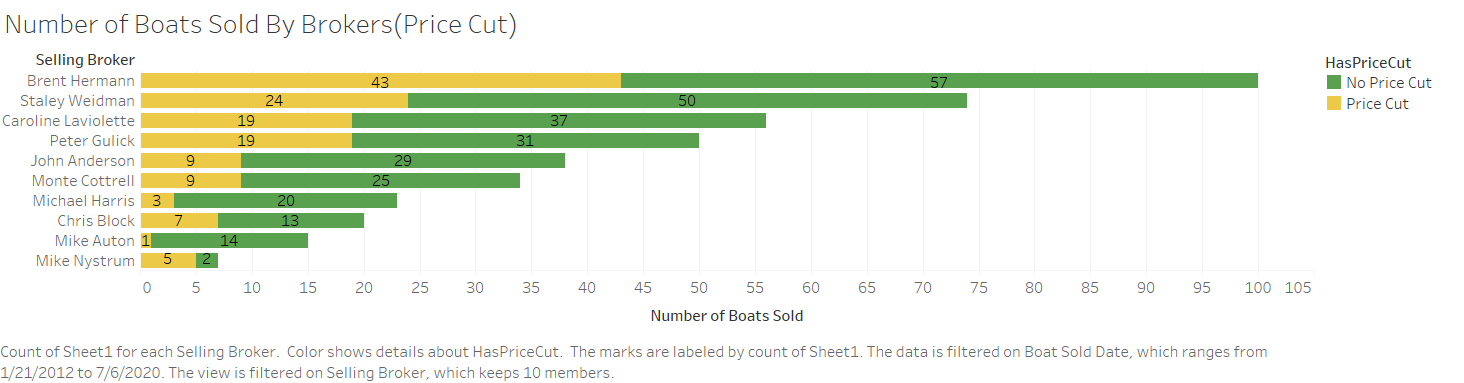 Number of Boats Sold By Brokers(Price Cut)
Selling Broker
HasPriceCut
Brent Hermann 43 57
No Price Cut
Staley Weidman 24 50
Price Cut
Caroline Laviolette 19 37
Peter Gulick 19 31
John Anderson 9 29
Monte Cottrell 9 25
Michael Harris 3 20
Chris Block 7 13
Mike Auton 1 14
Mike Nystrum 5 2
0 5 10 15 20 25 30 35 40 45 50 55 60 65 70 75 80 85 90 95 100 105
Number of Boats Sold
Count of Sheet1 for each Selling Broker.  Color shows details about HasPriceCut.  The marks are labeled by count of Sheet1. The data is filtered on Boat Sold Date, which ranges from
1/21/2012 to 7/6/2020. The view is filtered on Selling Broker, which keeps 10 members.